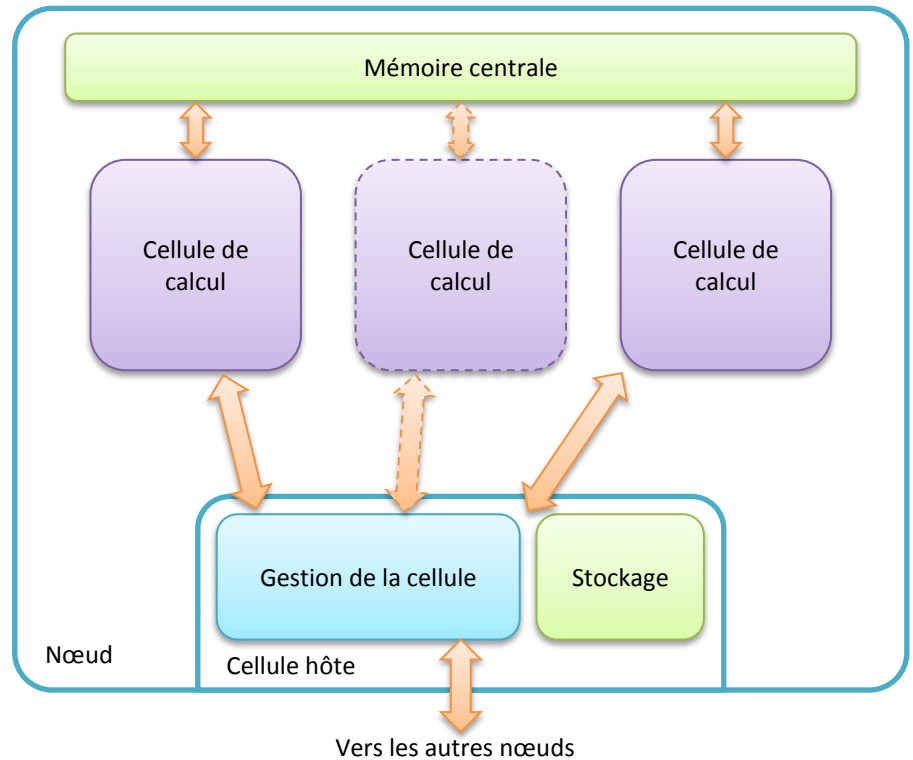 Mémoire centrale
Cellule de
calcul
Cellule de
calcul
Cellule de
calcul
Gestion de la cellule
Stockage
Nœud
Cellule hôte
Vers les autres nœuds